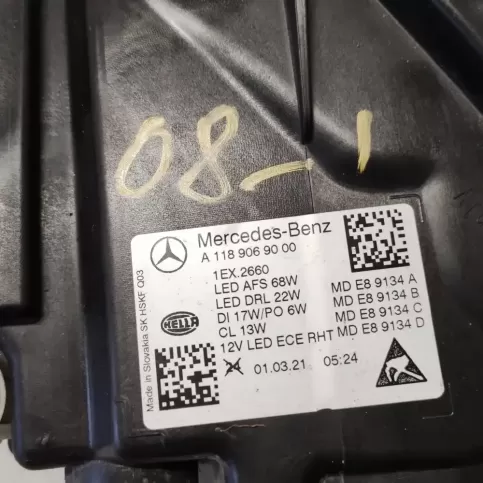 08-1
Mercedes-Benz
A 118 906 90 00
1EX.2660
LED AFS 68W MD E8 9134 A
LED DRL 22W MD E8 9134 B
DI 17W/PO 6W MD E8 9134 C
CL 13W
12V LED ECE RHT MD E8 9134 D
HELLA
01.03.21 05:24
Made in Slovakia SK HSKF Q03